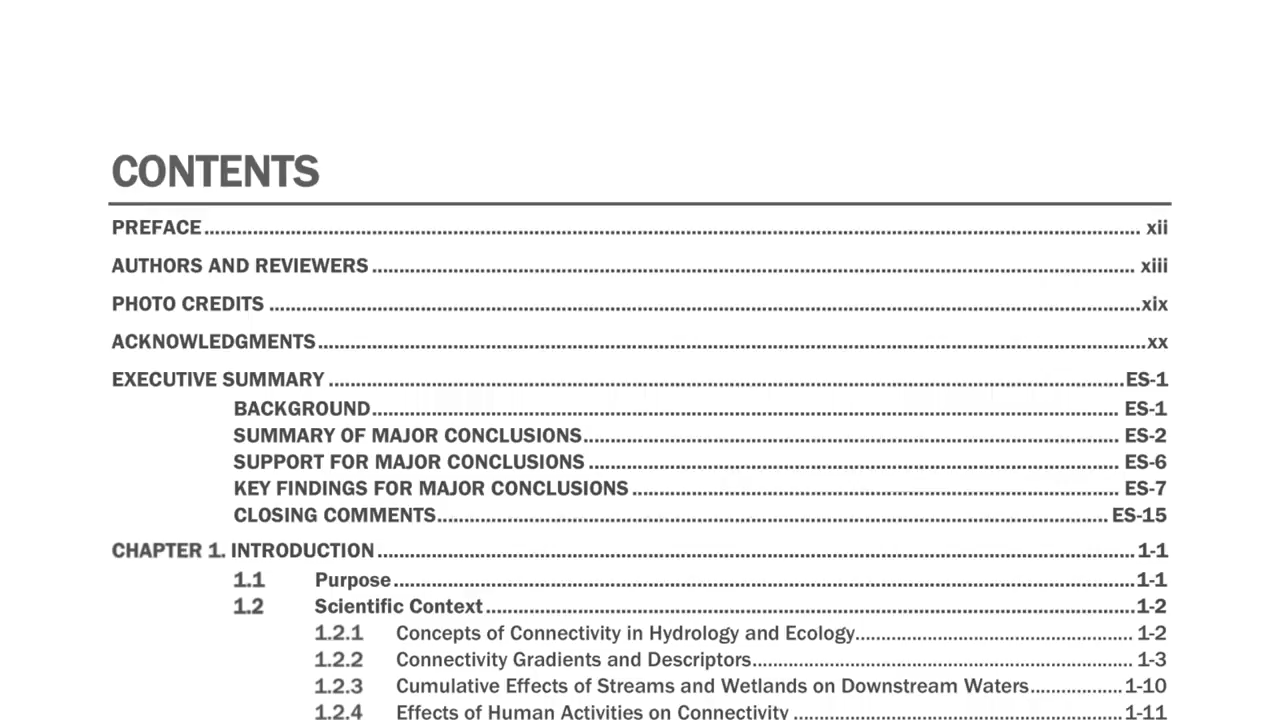 CONTENTS
PREFACE ... xii
AUTHORS AND REVIEWERS ... xiii
PHOTO CREDITS ... xix
ACKNOWLEDGMENTS ... xx
EXECUTIVE SUMMARY ... ES-1
BACKGROUND ... ES-1
SUMMARY OF MAJOR CONCLUSIONS ... ES-2
SUPPORT FOR MAJOR CONCLUSIONS ... ES-6
KEY FINDINGS FOR MAJOR CONCLUSIONS ... ES-7
CLOSING COMMENTS ... ES-15
CHAPTER 1. INTRODUCTION ... 1-1
1.1 Purpose ... 1-1
1.2 Scientific Context ... 1-2
1.2.1 Concepts of Connectivity in Hydrology and Ecology ... 1-2
1.2.2 Connectivity Gradients and Descriptors ... 1-3
1.2.3 Cumulative Effects of Streams and Wetlands on Downstream Waters ... 1-10
1.2.4 Effects of Human Activities on Connectivity ... 1-11